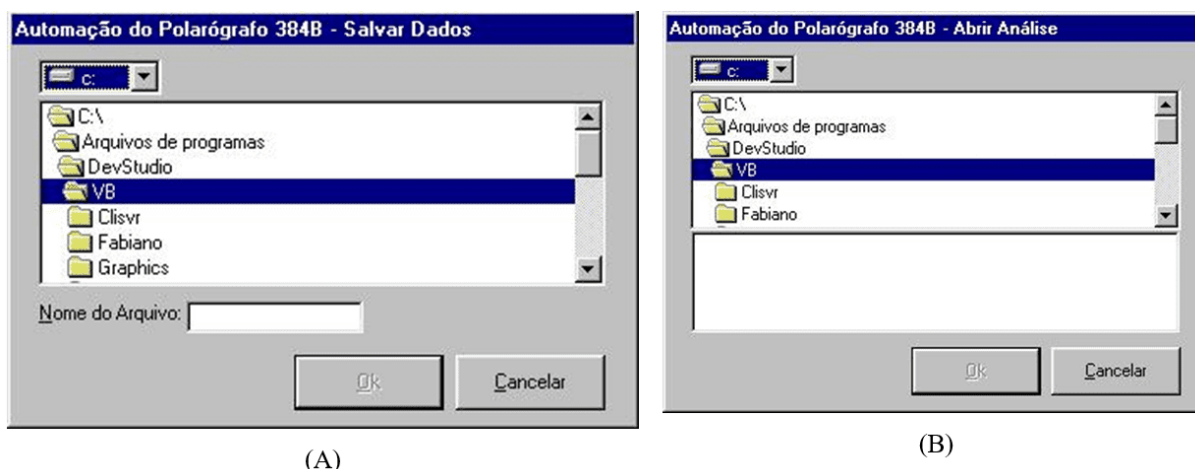 Automação do Polarógrafo 384B - Salvar Dados
c:
C:\
Arquivos de programas
DevStudio
VB
Clisvr
Fabiano
Graphics
Nome do Arquivo:
Ok
Cancelar
(A)
Automação do Polarógrafo 384B - Abrir Análise
c:
C:\
Arquivos de programas
DevStudio
VB
Clisvr
Fabiano
Ok
Cancelar
(B)